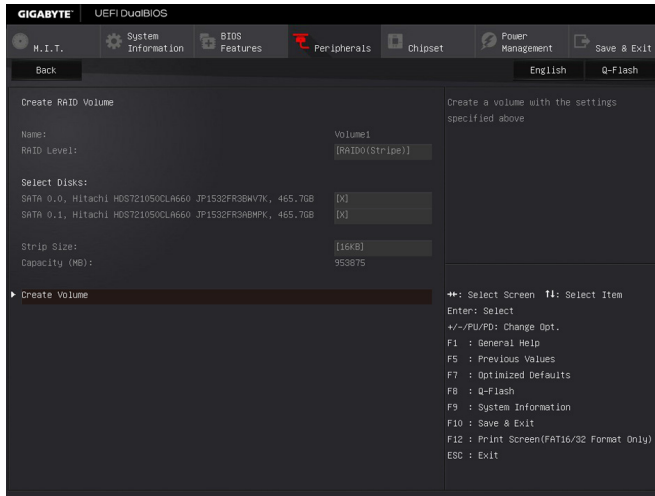 GIGABYTE™ UEFI DualBIOS
M.I.T.
System Information
BIOS Features
Peripherals
Chipset
Power Management
Save & Exit
Back
English
Q-Flash
Create RAID Volume
Name: Volume1
RAID Level: [RAID0(Stripe)]
Select Disks:
SATA 0.0, Hitachi HDS721050CLA660 JP1532FR3BWV7K, 465.7GB [X]
SATA 0.1, Hitachi HDS721050CLA660 JP1532FR3ABMPK, 465.7GB [X]
Strip Size: [16KB]
Capacity (MB): 953875
Create Volume
Create a volume with the settings
specified above
→←: Select Screen ↑↓: Select Item
Enter: Select
+/-/PU/PD: Change Opt.
F1 : General Help
F5 : Previous Values
F7 : Optimized Defaults
F8 : Q-Flash
F9 : System Information
F10 : Save & Exit
F12 : Print Screen(FAT16/32 Format Only)
ESC : Exit